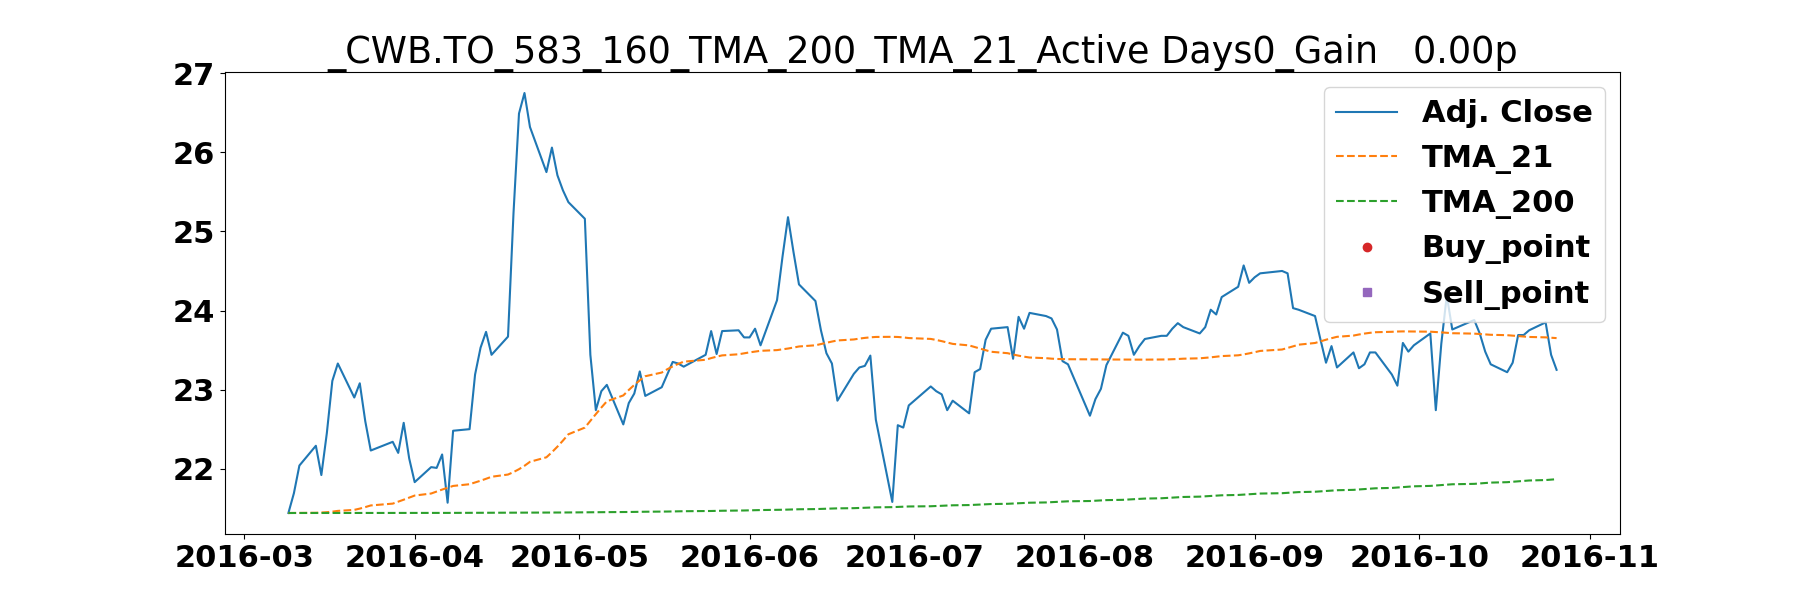 _CWB.TO_583_160_TMA_200_TMA_21_Active Days0_Gain   0.00p
27
26
25
24
23
22
Adj. Close
TMA_21
TMA_200
Buy_point
Sell_point
2016-03 2016-04 2016-05 2016-06 2016-07 2016-08 2016-09 2016-10 2016-11